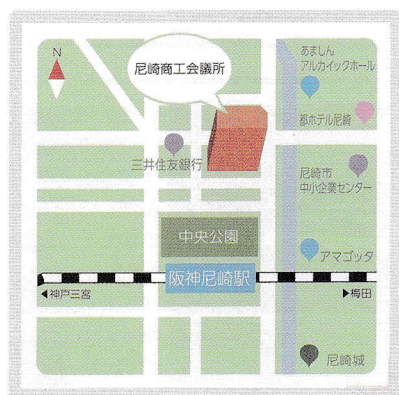 N
尼崎商工会議所
あましん
アルカイックホール
都ホテル尼崎
三井住友銀行
尼崎市
中小企業センター
中央公園
アマゴッタ
阪神尼崎駅
◀神戸三宮
▶梅田
尼崎城